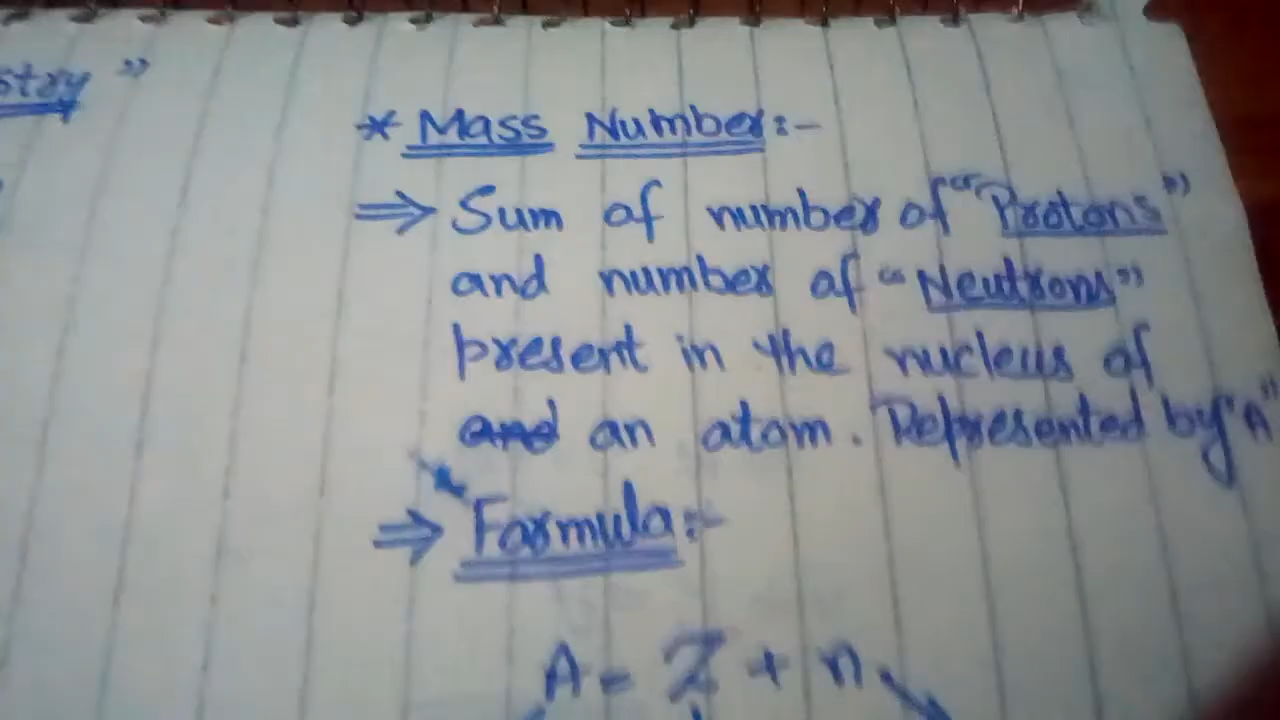 stry"
* Mass Number:-
⇒ Sum of number of "Protons"
and number of "Neutrons"
present in the nucleus of
and an atom. Represented by "A"
⇒ Formula:-
A = Z + n